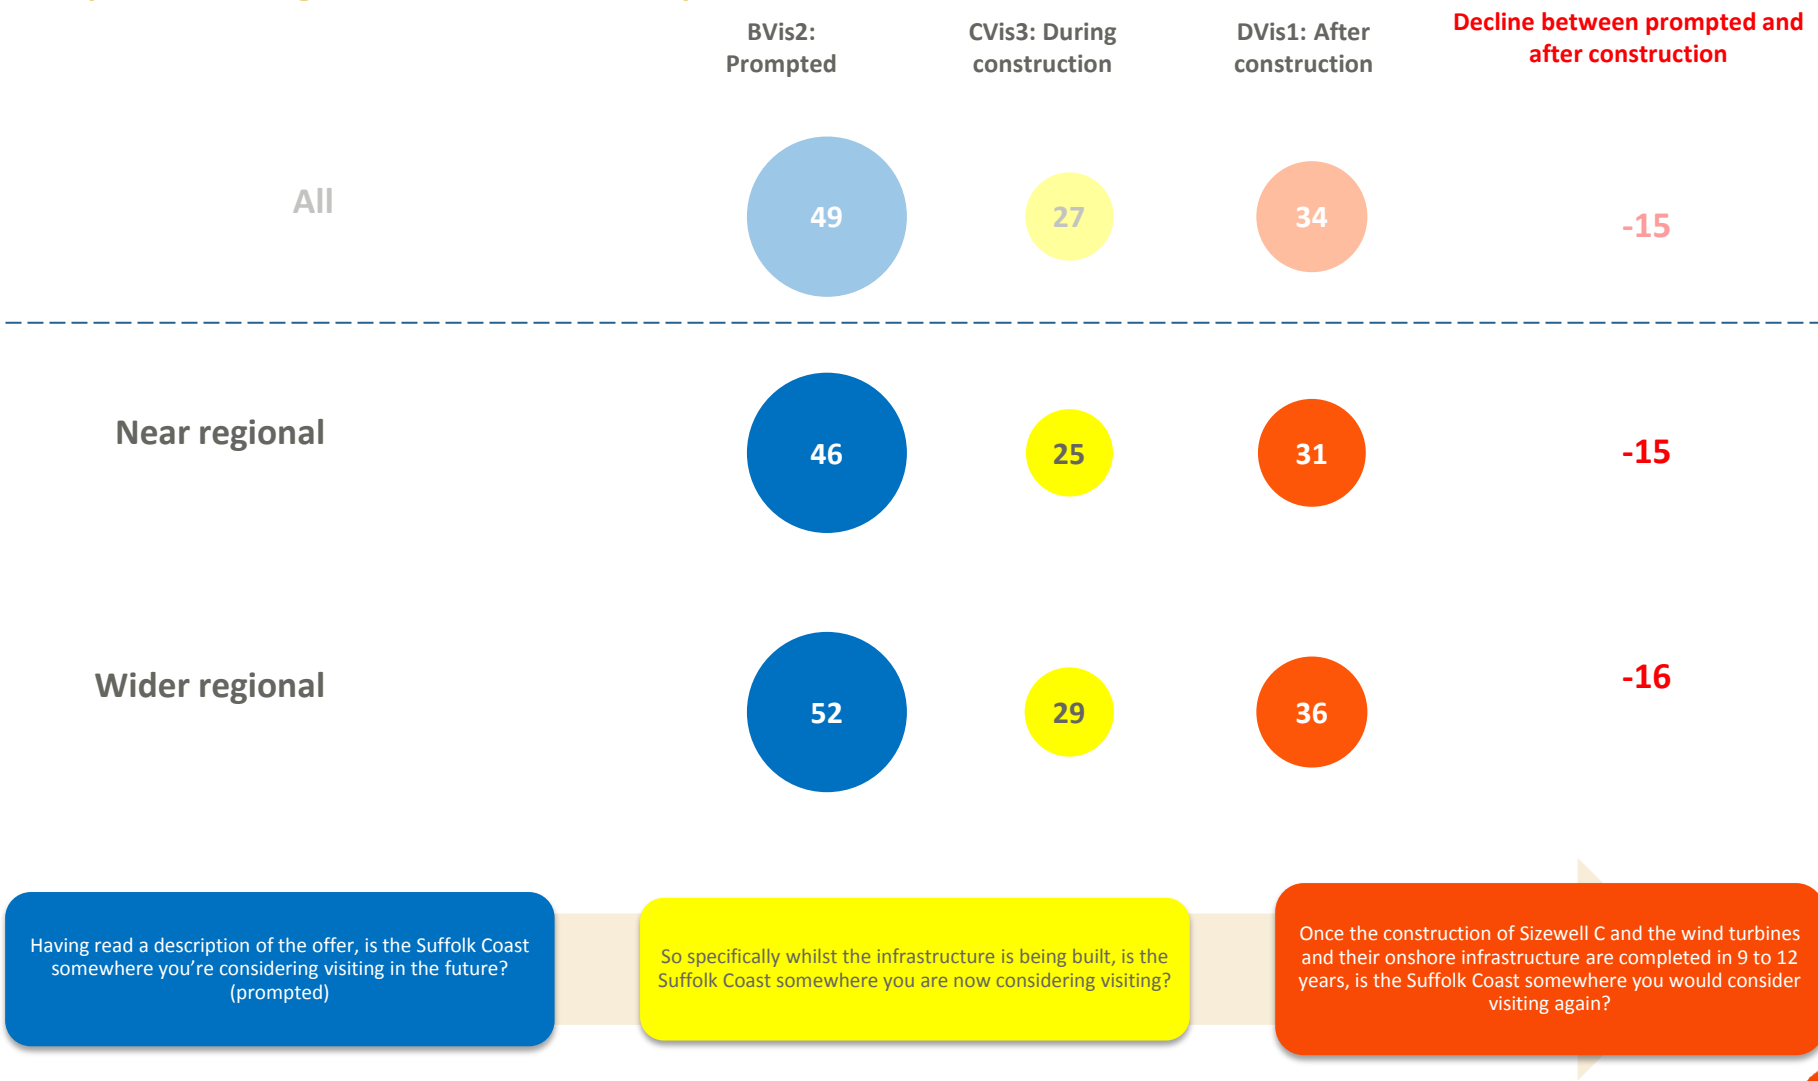 BVis2:
Prompted
CVis3: During
construction
DVis1: After
construction
Decline between prompted and
after construction
All
49
27
34
-15
Near regional
46
25
31
-15
Wider regional
52
29
36
-16
Having read a description of the offer, is the Suffolk Coast
somewhere you’re considering visiting in the future?
(prompted)
So specifically whilst the infrastructure is being built, is the
Suffolk Coast somewhere you are now considering visiting?
Once the construction of Sizewell C and the wind turbines
and their onshore infrastructure are completed in 9 to 12
years, is the Suffolk Coast somewhere you would consider
visiting again?